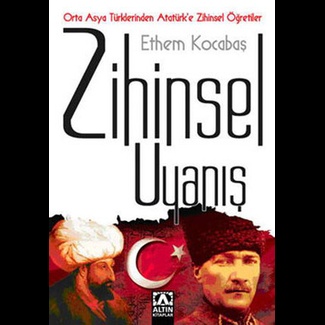 Orta Asya Türklerinden Atatürk'e Zihinsel Öğretiler
Ethem Kocabaş
Zihinsel
Uyanış
ALTIN
KİTAPLAR